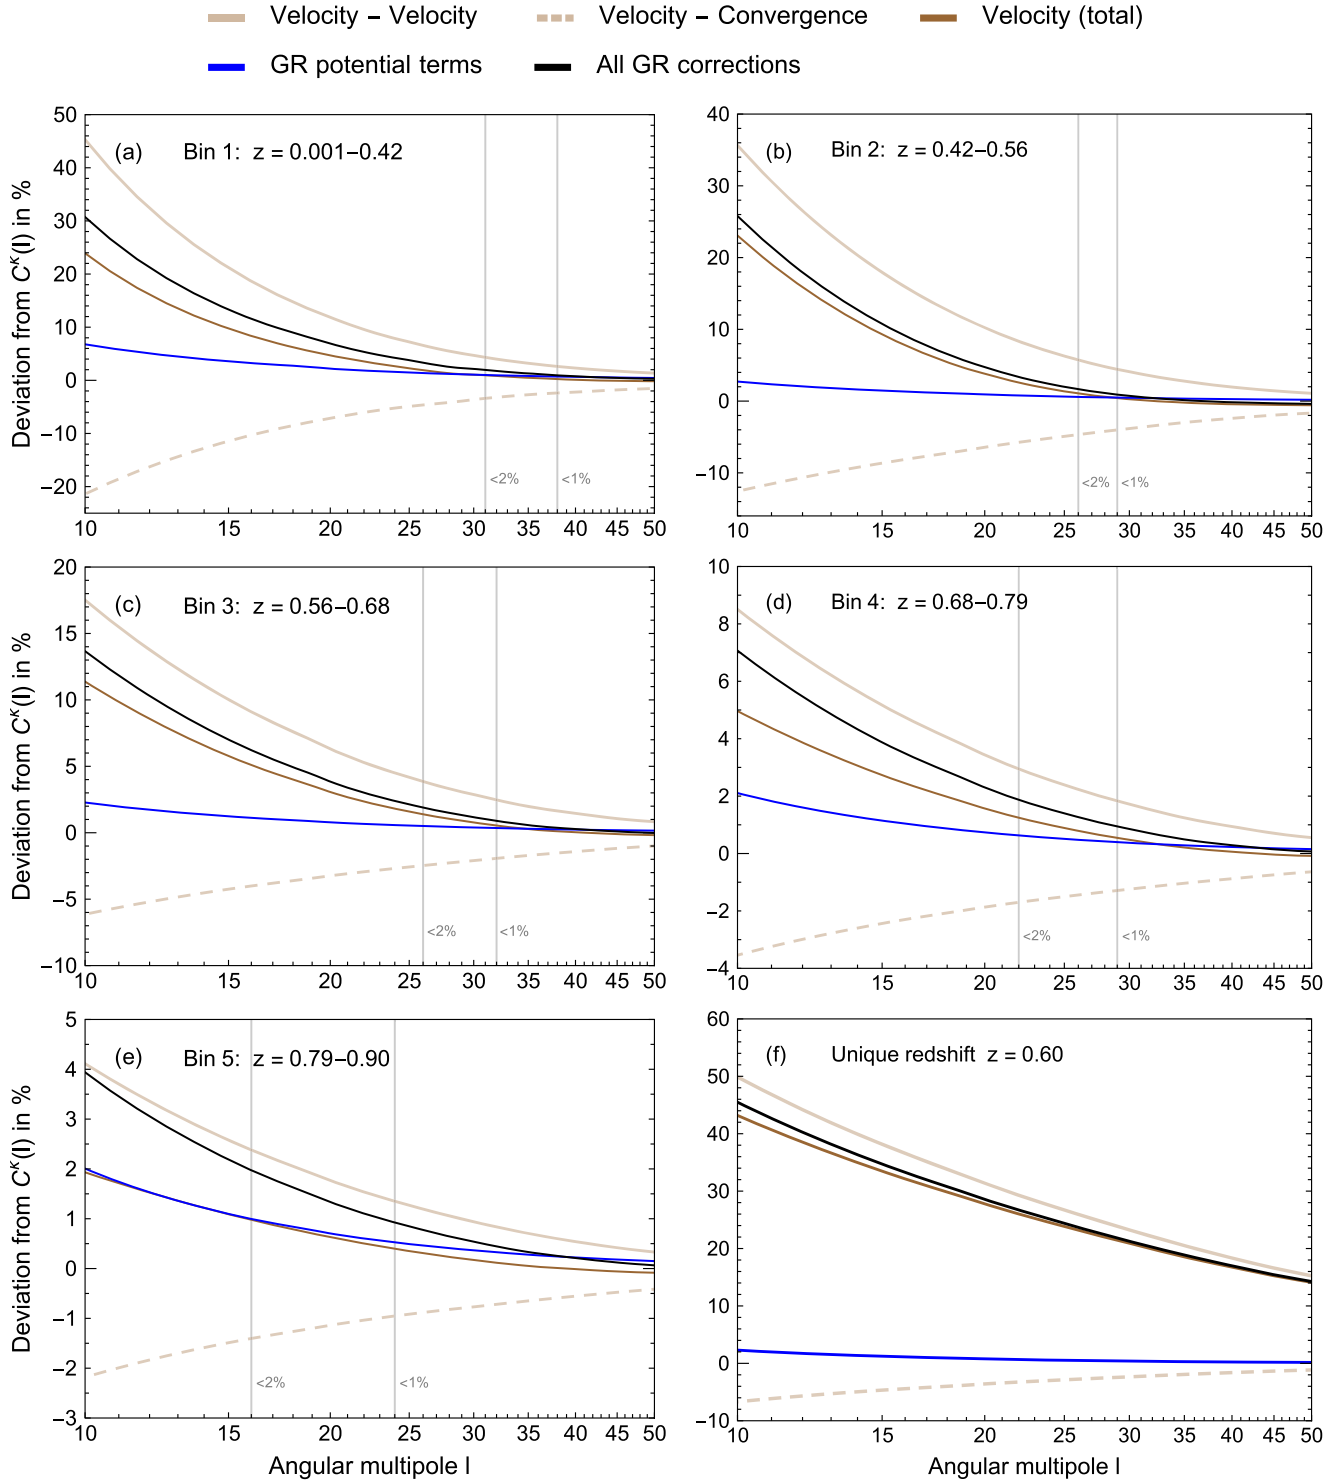 Velocity – Velocity
Velocity – Convergence
Velocity (total)
GR potential terms
All GR corrections
Deviation from C^κ(l) in %
50
40
30
20
10
0
−10
−20
(a) Bin 1: z = 0.001–0.42
<2%
<1%
10 15 20 25 30 35 40 45 50
40
30
20
10
0
−10
(b) Bin 2: z = 0.42–0.56
<2%
<1%
10 15 20 25 30 35 40 45 50
Deviation from C^κ(l) in %
20
15
10
5
0
−5
−10
(c) Bin 3: z = 0.56–0.68
<2%
<1%
10 15 20 25 30 35 40 45 50
10
8
6
4
2
0
−2
−4
(d) Bin 4: z = 0.68–0.79
<2%
<1%
10 15 20 25 30 35 40 45 50
Deviation from C^κ(l) in %
5
4
3
2
1
0
−1
−2
−3
(e) Bin 5: z = 0.79–0.90
<2%
<1%
10 15 20 25 30 35 40 45 50
Angular multipole l
60
50
40
30
20
10
0
−10
(f) Unique redshift z = 0.60
10 15 20 25 30 35 40 45 50
Angular multipole l